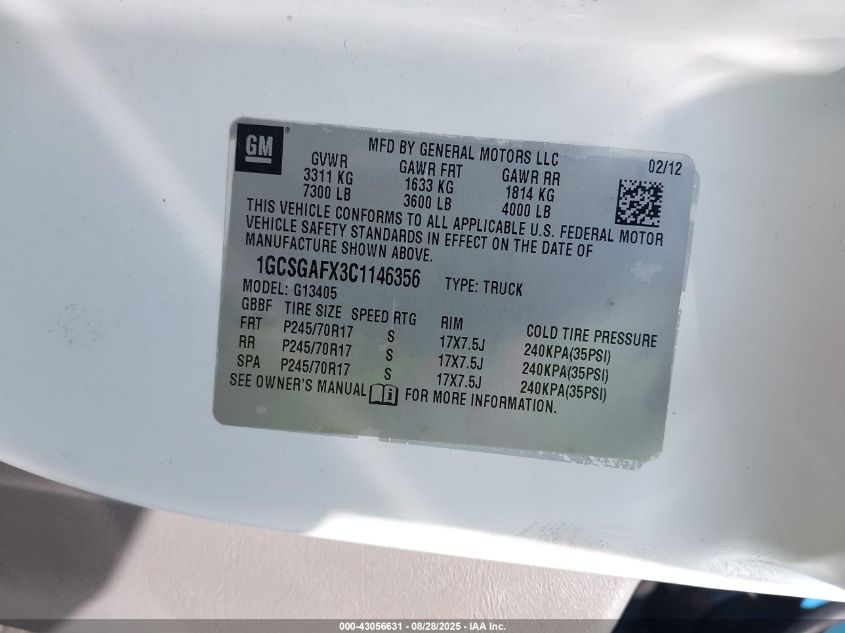 GM ®
MFD BY GENERAL MOTORS LLC 02/12
GVWR GAWR FRT GAWR RR
3311 KG 1633 KG 1814 KG
7300 LB 3600 LB 4000 LB
THIS VEHICLE CONFORMS TO ALL APPLICABLE U.S. FEDERAL MOTOR
VEHICLE SAFETY STANDARDS IN EFFECT ON THE DATE OF
MANUFACTURE SHOWN ABOVE.
1GCSGAFX3C1146356 TYPE: TRUCK
MODEL: G13405
GBBF TIRE SIZE SPEED RTG RIM COLD TIRE PRESSURE
FRT P245/70R17 S 17X7.5J 240KPA(35PSI)
RR P245/70R17 S 17X7.5J 240KPA(35PSI)
SPA P245/70R17 S 17X7.5J 240KPA(35PSI)
SEE OWNER'S MANUAL FOR MORE INFORMATION.
000-43056631 - 08/28/2025 - IAA Inc.